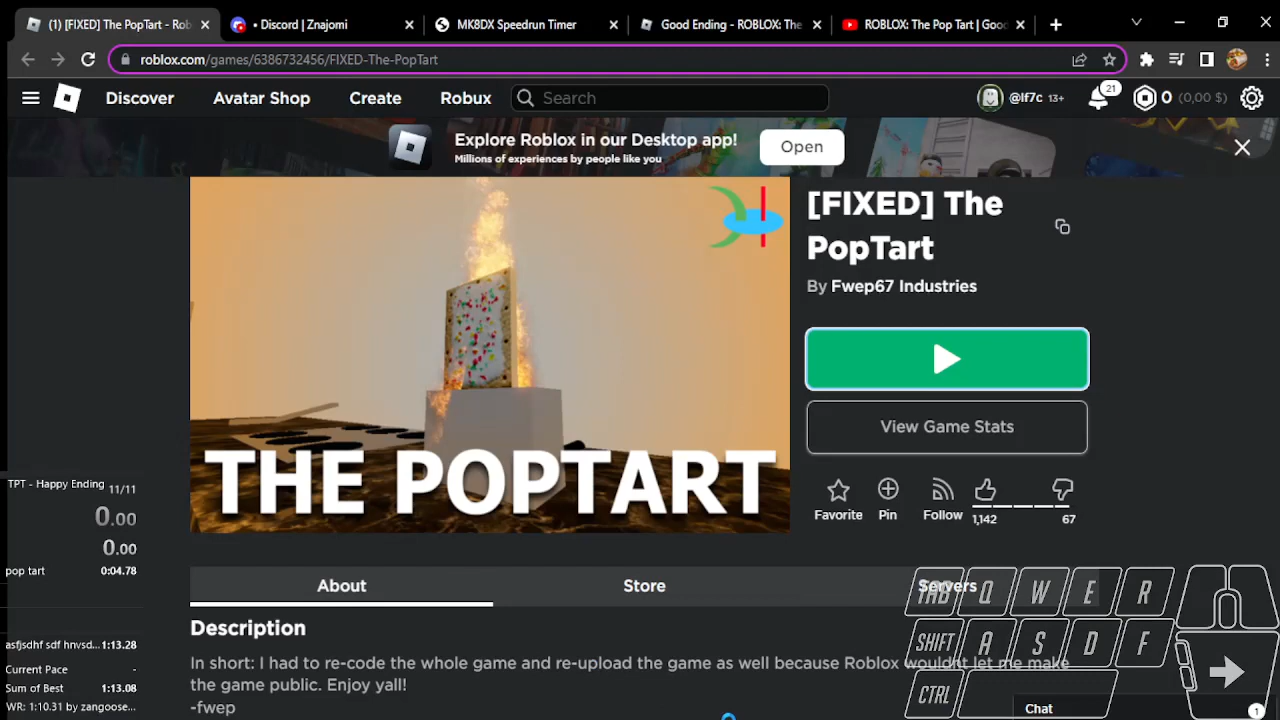 (1) [FIXED] The PopTart - Rob
• Discord | Znajomi
MK8DX Speedrun Timer
Good Ending - ROBLOX: The
ROBLOX: The Pop Tart | Goo
roblox.com/games/6386732456/FIXED-The-PopTart
Discover
Avatar Shop
Create
Robux
Search
@lf7c 13+
21
0 (0,00 $)
Explore Roblox in our Desktop app!
Millions of experiences by people like you
Open
THE POPTART
[FIXED] The
PopTart
By Fwep67 Industries
View Game Stats
Favorite
Pin
Follow
1,142
67
TPT - Happy Ending 11/11
0.00
0.00
pop tart 0:04.78
asfjsdhf sdf hnvsd... 1:13.28
Current Pace -
Sum of Best 1:13.08
WR: 1:10.31 by zangoose...
About
Store
Servers
Description
In short: I had to re-code the whole game and re-upload the game as well because Roblox wouldnt let me make
the game public. Enjoy yall!
-fwep
TAB Q W E R
SHIFT A S D F
CTRL
Chat
1